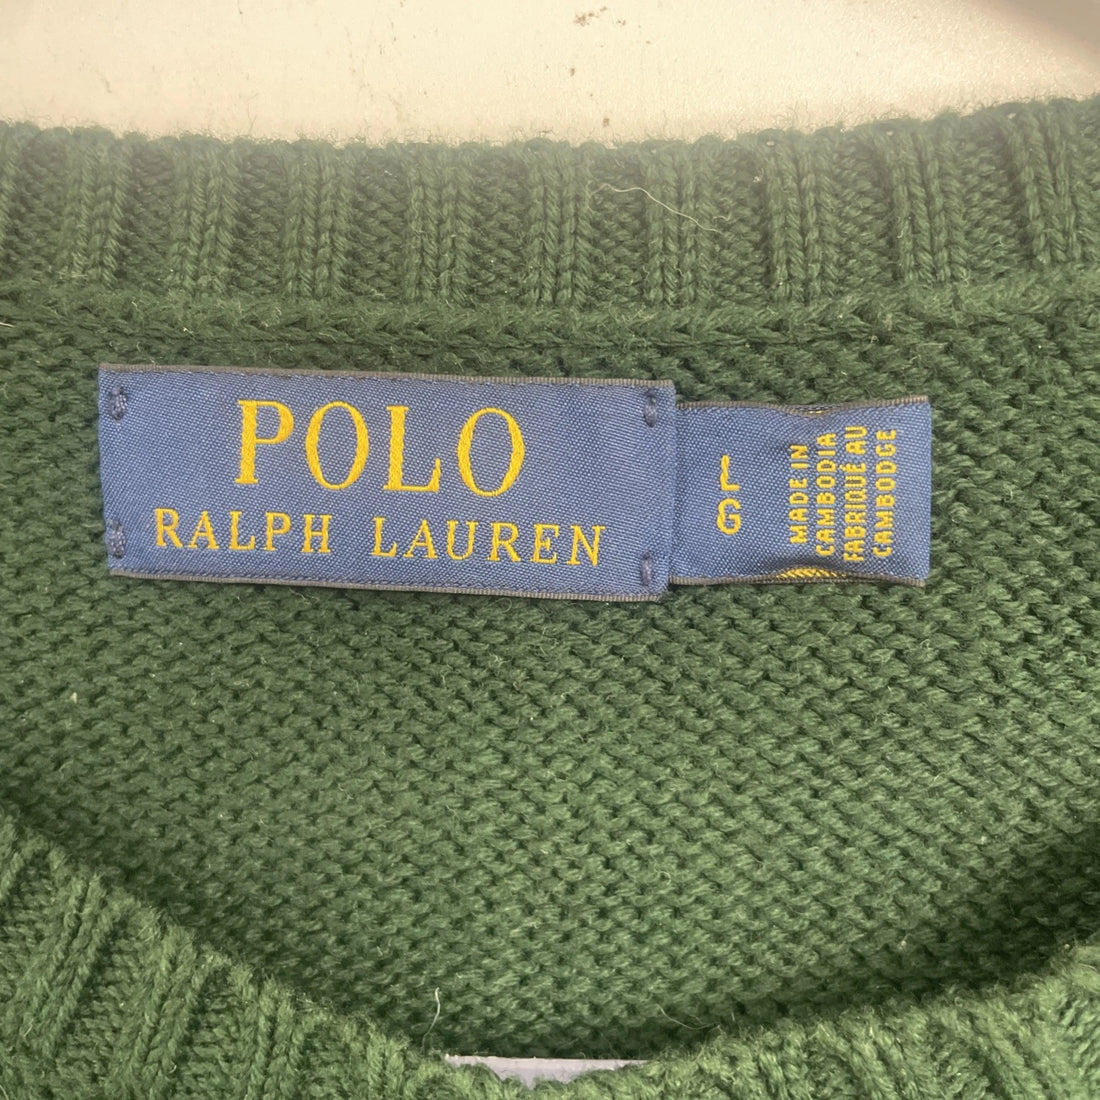 POLO
RALPH LAUREN
L
G
MADE IN
CAMBODIA
FABRIQUÉ AU
CAMBODGE